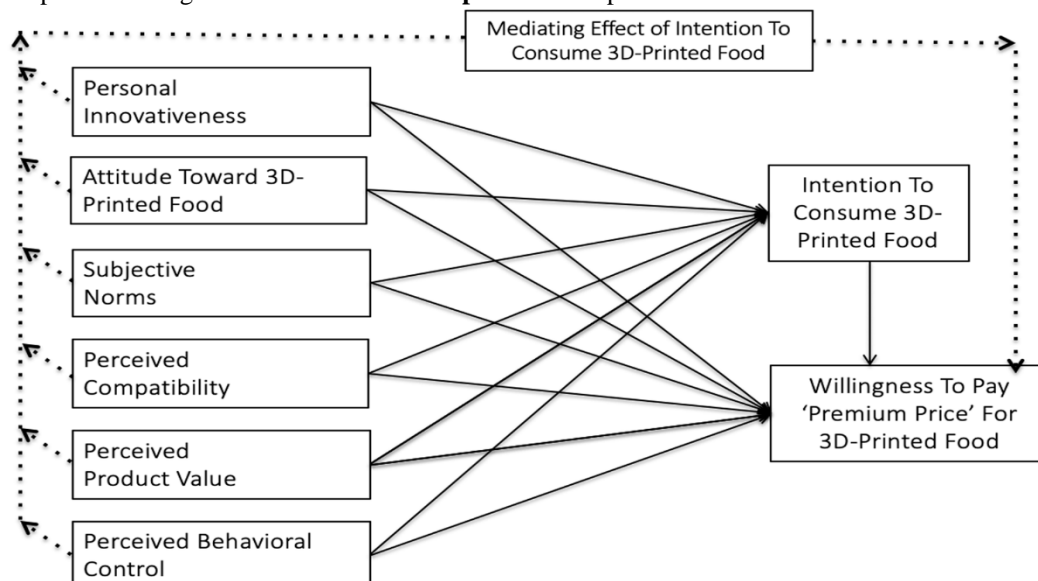 Mediating Effect of Intention To
Consume 3D-Printed Food
Personal
Innovativeness
Attitude Toward 3D-
Printed Food
Subjective
Norms
Perceived
Compatibility
Perceived
Product Value
Perceived Behavioral
Control
Intention To
Consume 3D-
Printed Food
Willingness To Pay
‘Premium Price’ For
3D-Printed Food